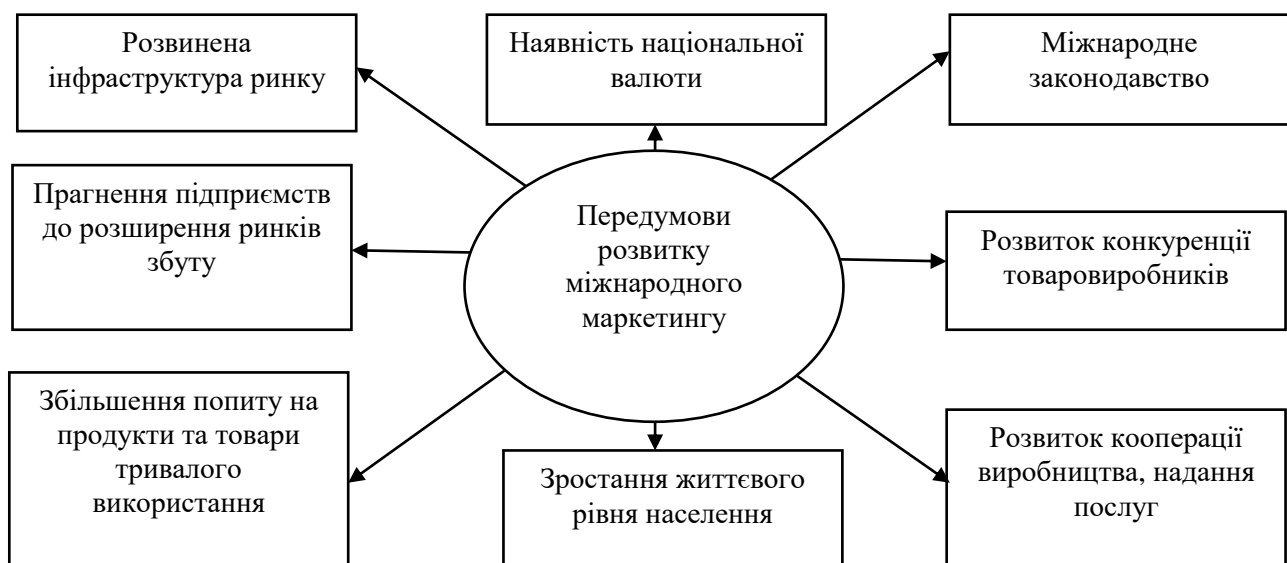 Розвинена
інфраструктура ринку
Наявність національної
валюти
Міжнародне
законодавство
Прагнення підприємств
до розширення ринків
збуту
Передумови
розвитку
міжнародного
маркетингу
Розвиток конкуренції
товаровиробників
Збільшення попиту на
продукти та товари
тривалого
використання
Зростання життєвого
рівня населення
Розвиток кооперації
виробництва, надання
послуг